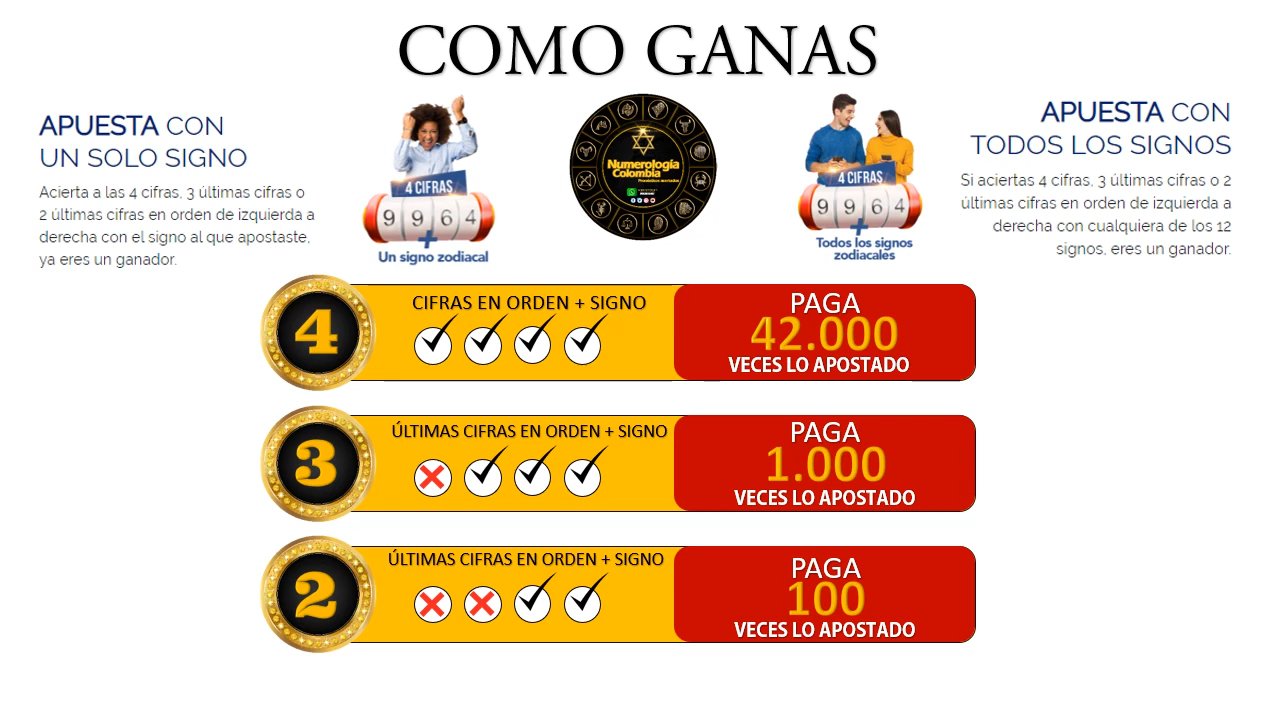 COMO GANAS
APUESTA CON
UN SOLO SIGNO
Acierta a las 4 cifras, 3 últimas cifras o
2 últimas cifras en orden de izquierda a
derecha con el signo al que apostaste,
ya eres un ganador.
4 CIFRAS
9 9 6 4
+
Un signo zodiacal
Numerología
Colombia
4 CIFRAS
9 9 6 4
+
Todos los signos
zodiacales
APUESTA CON
TODOS LOS SIGNOS
Si aciertas 4 cifras, 3 últimas cifras o 2
últimas cifras en orden de izquierda a
derecha con cualquiera de los 12
signos, eres un ganador.
4
CIFRAS EN ORDEN + SIGNO
PAGA
42.000
VECES LO APOSTADO
3
ÚLTIMAS CIFRAS EN ORDEN + SIGNO
PAGA
1.000
VECES LO APOSTADO
2
ÚLTIMAS CIFRAS EN ORDEN + SIGNO
PAGA
100
VECES LO APOSTADO